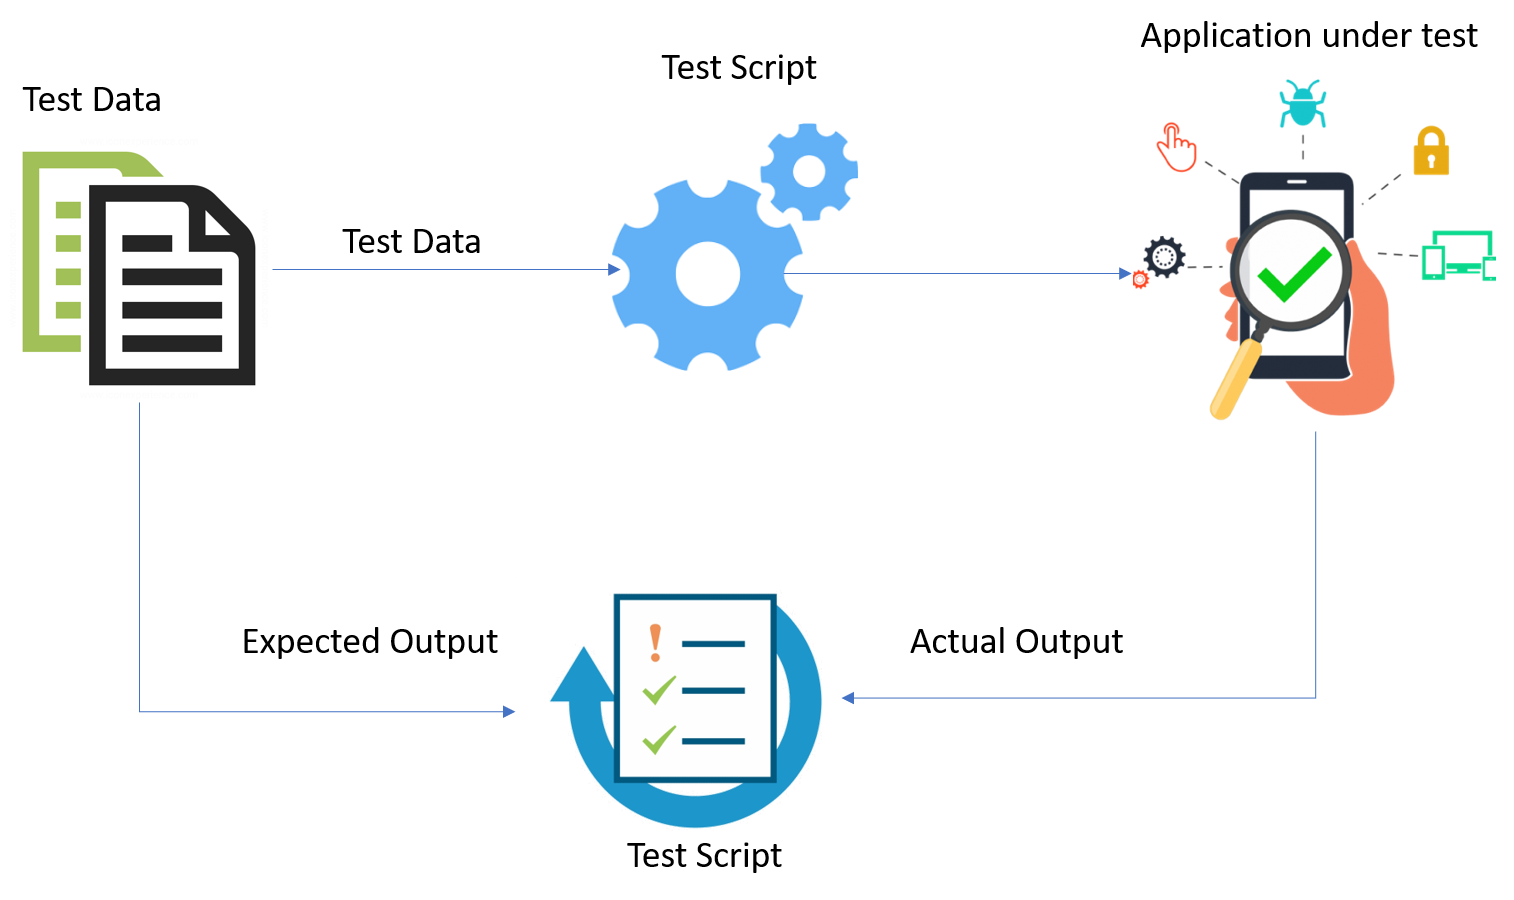 Application under test
Test Script
Test Data
Test Data
Expected Output
Actual Output
Test Script